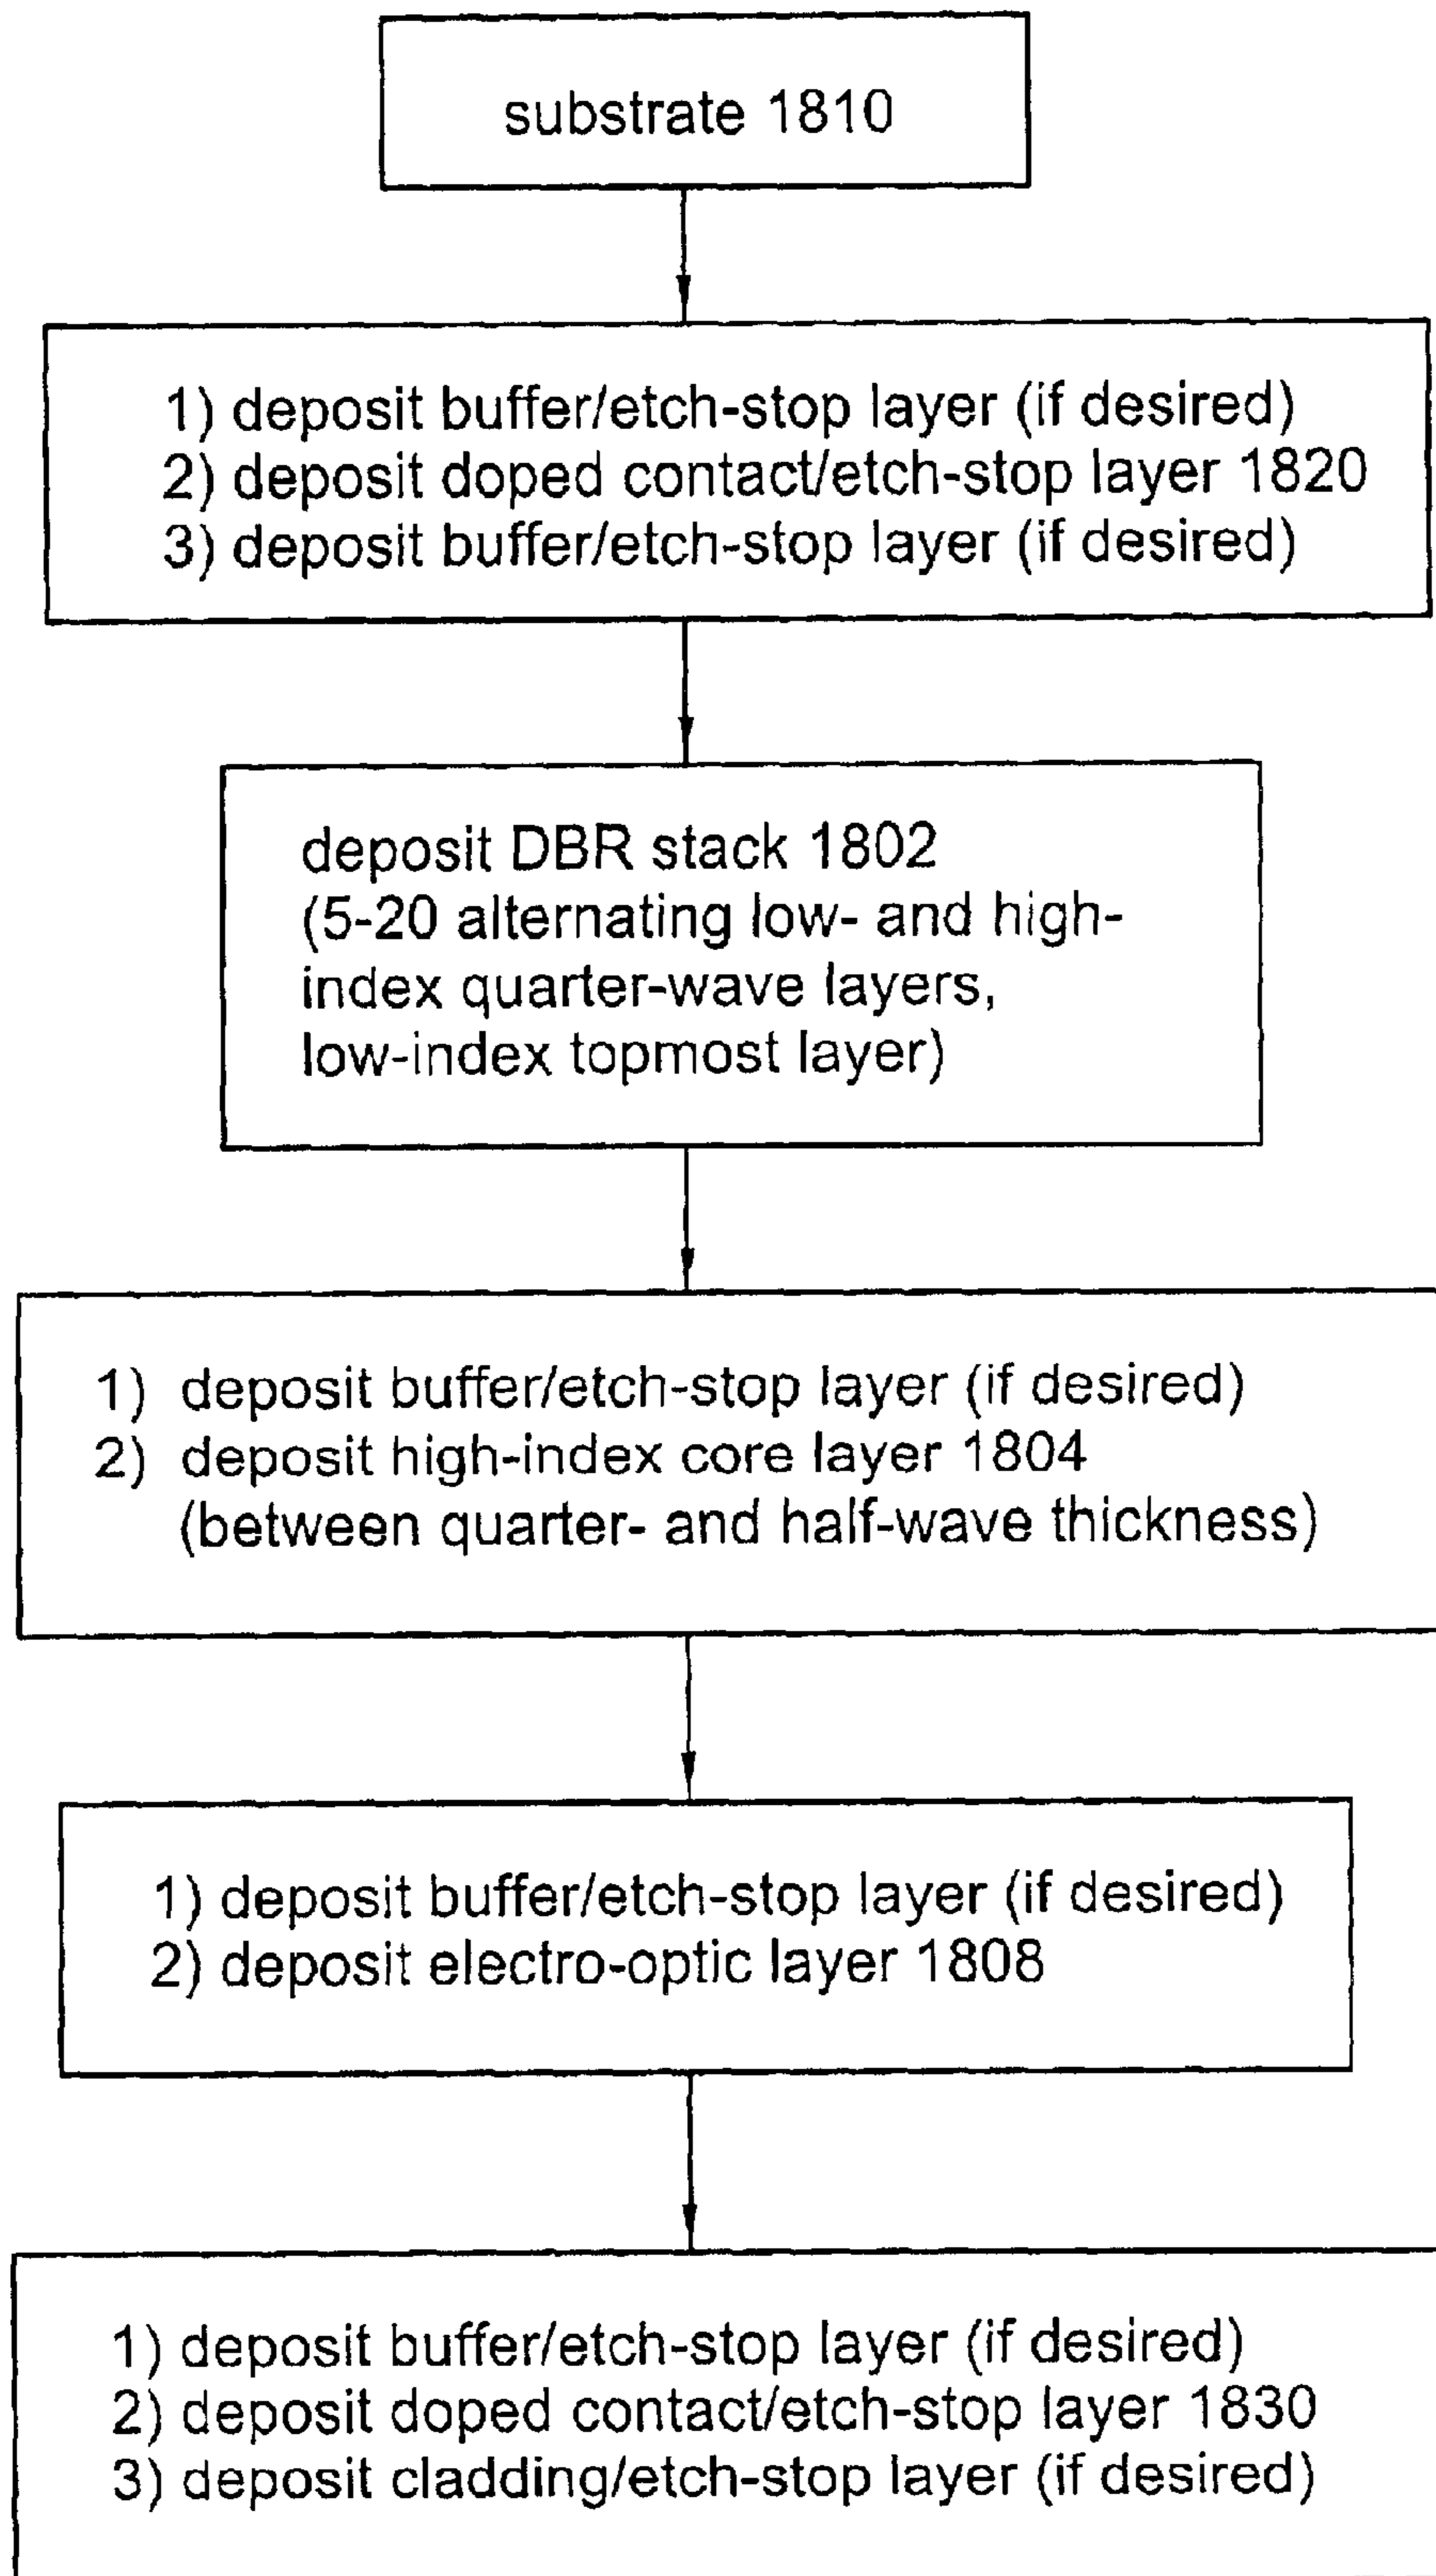 substrate 1810
1) deposit buffer/etch-stop layer (if desired)
2) deposit doped contact/etch-stop layer 1820
3) deposit buffer/etch-stop layer (if desired)
deposit DBR stack 1802
(5-20 alternating low- and high-
index quarter-wave layers,
low-index topmost layer)
1) deposit buffer/etch-stop layer (if desired)
2) deposit high-index core layer 1804
(between quarter- and half-wave thickness)
1) deposit buffer/etch-stop layer (if desired)
2) deposit electro-optic layer 1808
1) deposit buffer/etch-stop layer (if desired)
2) deposit doped contact/etch-stop layer 1830
3) deposit cladding/etch-stop layer (if desired)